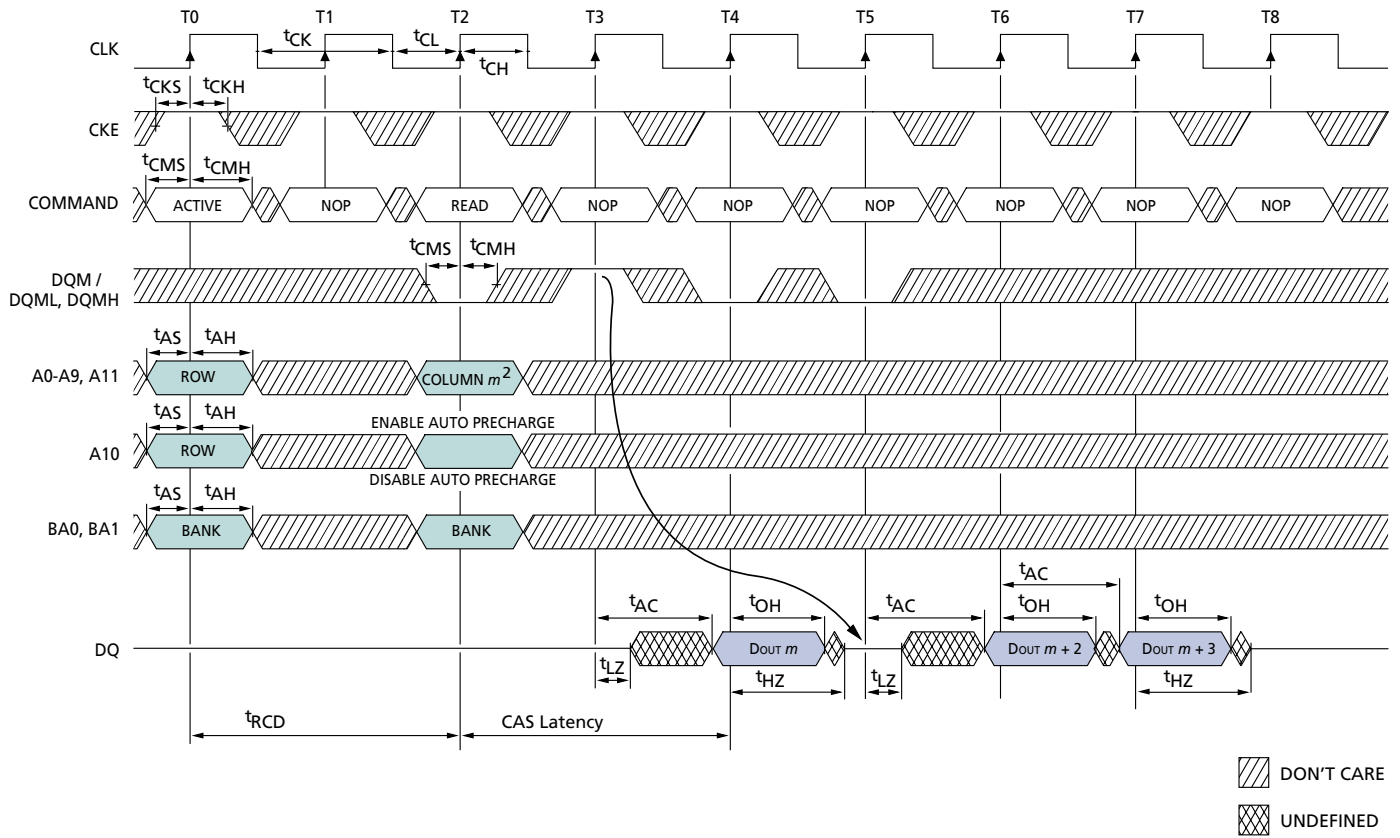 T0 T1 T2 T3 T4 T5 T6 T7 T8
CLK
tCK tCL
tCH
tCKS tCKH
CKE
tCMS tCMH
COMMAND ACTIVE NOP READ NOP NOP NOP NOP NOP NOP
tCMS tCMH
DQM /
DQML, DQMH
tAS tAH
A0-A9, A11 ROW COLUMN m2
tAS tAH ENABLE AUTO PRECHARGE
A10 ROW
DISABLE AUTO PRECHARGE
tAS tAH
BA0, BA1 BANK BANK
tAC
tAC tOH tAC tOH tOH
DQ DOUT m DOUT m + 2 DOUT m + 3
tLZ tHZ tLZ tHZ
tRCD CAS Latency
DON'T CARE
UNDEFINED